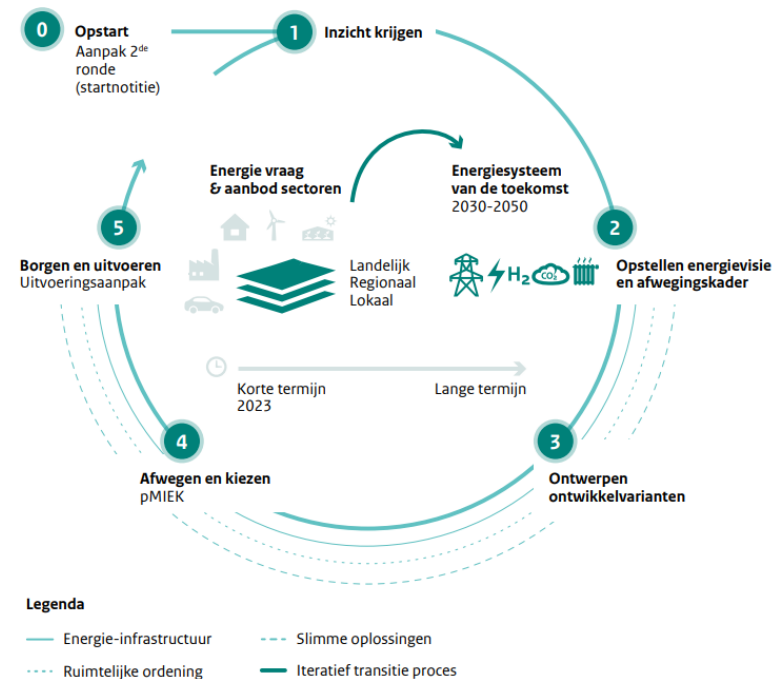 0
Opstart
Aanpak 2de
ronde
(startnotitie)
1
Inzicht krijgen
Energie vraag
& aanbod sectoren
Energiesysteem
van de toekomst
2030-2050
5
Borgen en uitvoeren
Uitvoeringsaanpak
2
Opstellen energievisie
en afwegingskader
Landelijk
Regionaal
Lokaal
H2
CO2
Korte termijn
2023
Lange termijn
4
Afwegen en kiezen
pMIEK
3
Ontwerpen
ontwikkelvarianten
Legenda
Energie-infrastructuur
Slimme oplossingen
Ruimtelijke ordening
Iteratief transitie proces